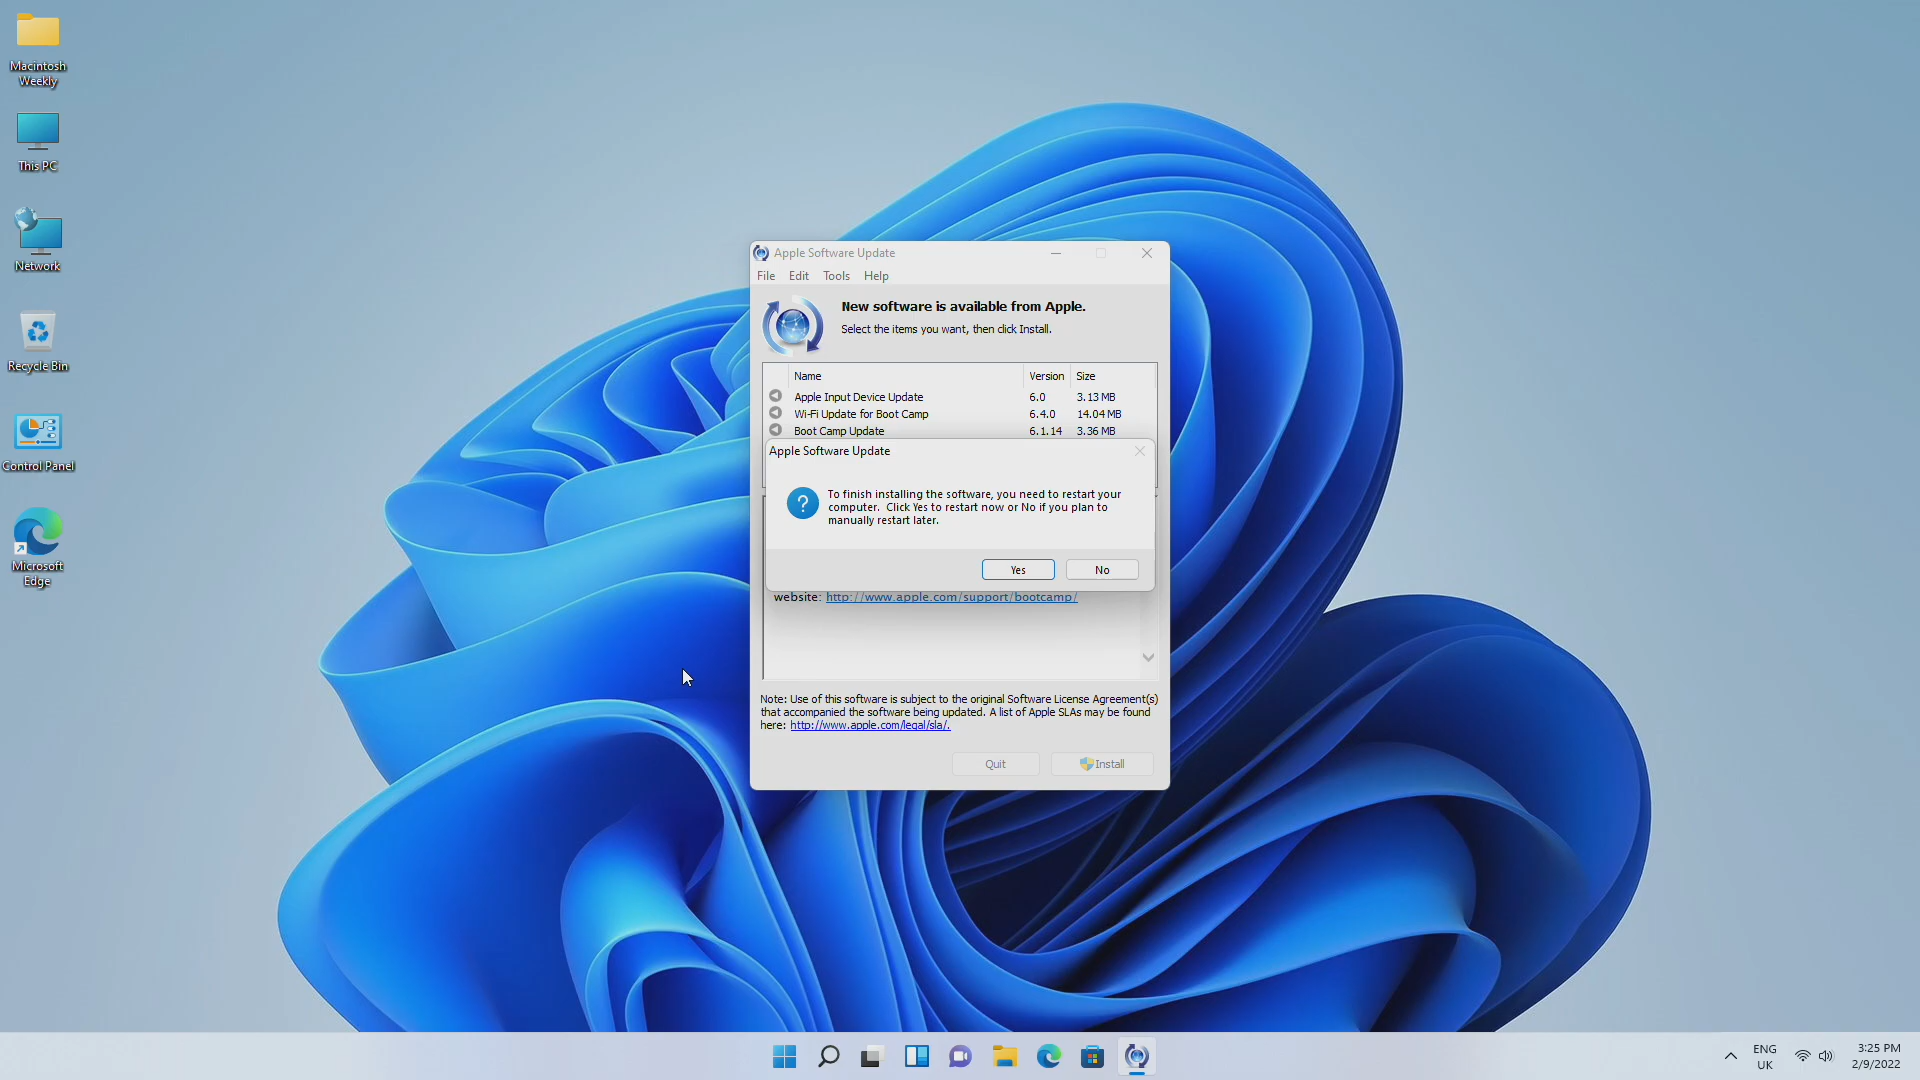 Macintosh
Weekly
This PC
Network
Recycle Bin
Control Panel
Microsoft
Edge
Apple Software Update
File Edit Tools Help
New software is available from Apple.
Select the items you want, then click Install.
Name Version Size
Apple Input Device Update 6.0 3.13 MB
Wi-Fi Update for Boot Camp 6.4.0 14.04 MB
Boot Camp Update 6.1.14 3.36 MB
Apple Software Update
To finish installing the software, you need to restart your
computer. Click Yes to restart now or No if you plan to
manually restart later.
Yes No
website: http://www.apple.com/support/bootcamp/
Note: Use of this software is subject to the original Software License Agreement(s)
that accompanied the software being updated. A list of Apple SLAs may be found
here: http://www.apple.com/legal/sla/.
Quit Install
ENG
UK
3:25 PM
2/9/2022